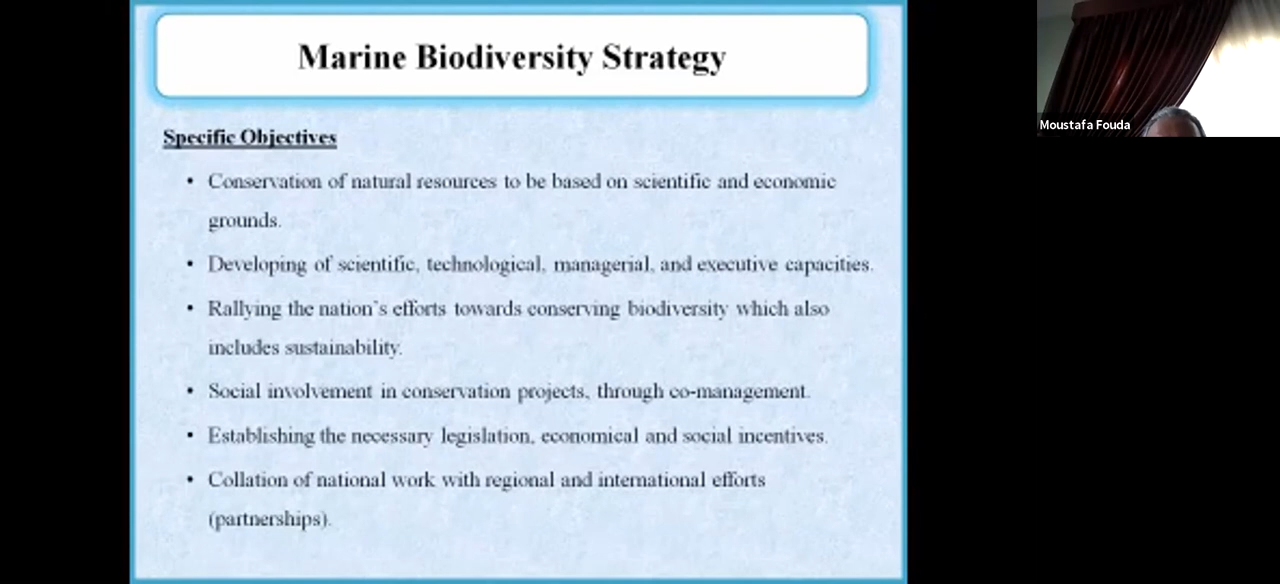 Marine Biodiversity Strategy
Moustafa Fouda
Specific Objectives
• Conservation of natural resources to be based on scientific and economic
grounds.
• Developing of scientific, technological, managerial, and executive capacities.
• Rallying the nation's efforts towards conserving biodiversity which also
includes sustainability.
• Social involvement in conservation projects, through co-management.
• Establishing the necessary legislation, economical and social incentives.
• Collation of national work with regional and international efforts
(partnerships).